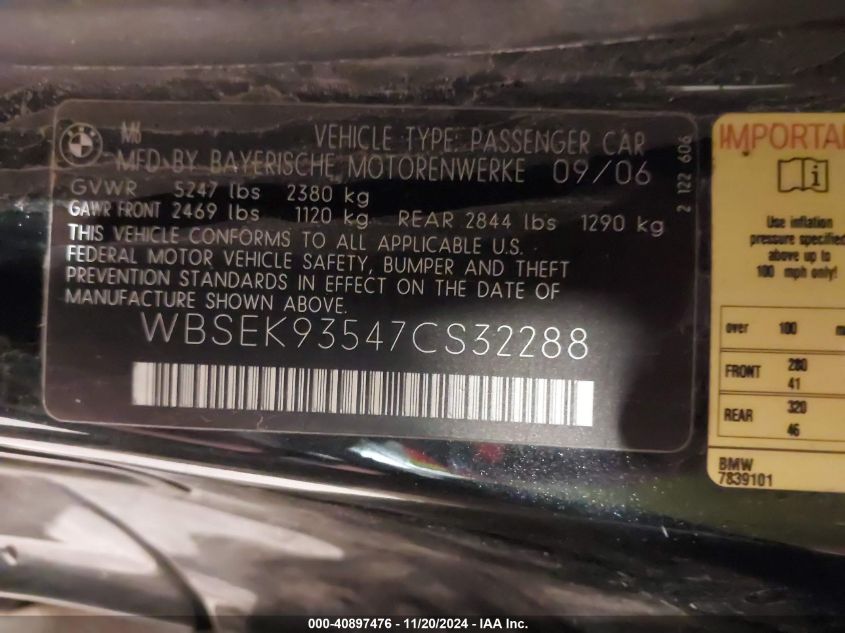 BMW
M6
VEHICLE TYPE: PASSENGER CAR
MFD BY BAYERISCHE MOTORENWERKE 09/06
GVWR 5247 lbs 2380 kg
GAWR FRONT 2469 lbs 1120 kg REAR 2844 lbs 1290 kg
THIS VEHICLE CONFORMS TO ALL APPLICABLE U.S.
FEDERAL MOTOR VEHICLE SAFETY, BUMPER AND THEFT
PREVENTION STANDARDS IN EFFECT ON THE DATE OF
MANUFACTURE SHOWN ABOVE.
WBSEK93547CS32288
2 122 606
IMPORTA
Use inflation
pressure specified
above up to
100 mph only!
over 100 m
FRONT 280
41
REAR 320
46
BMW
7839101
000-40897476 - 11/20/2024 - IAA Inc.